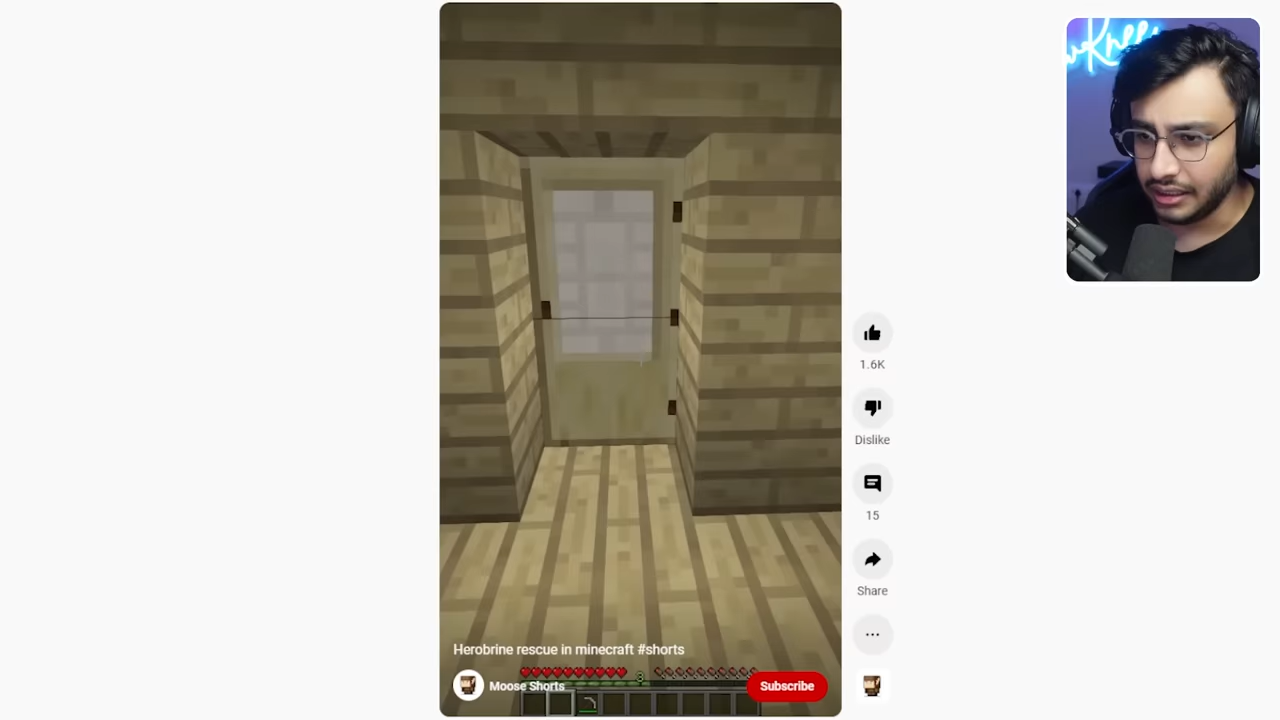 1.6K
Dislike
15
Share
Herobrine rescue in minecraft #shorts
Moose Shorts
Subscribe